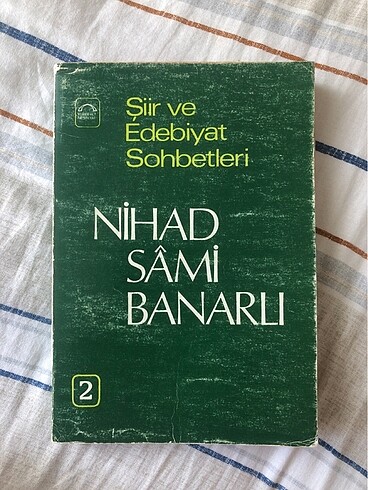 Şiir ve
Edebiyat
Sohbetleri
NİHAD
SÂMİ
BANARLI
2